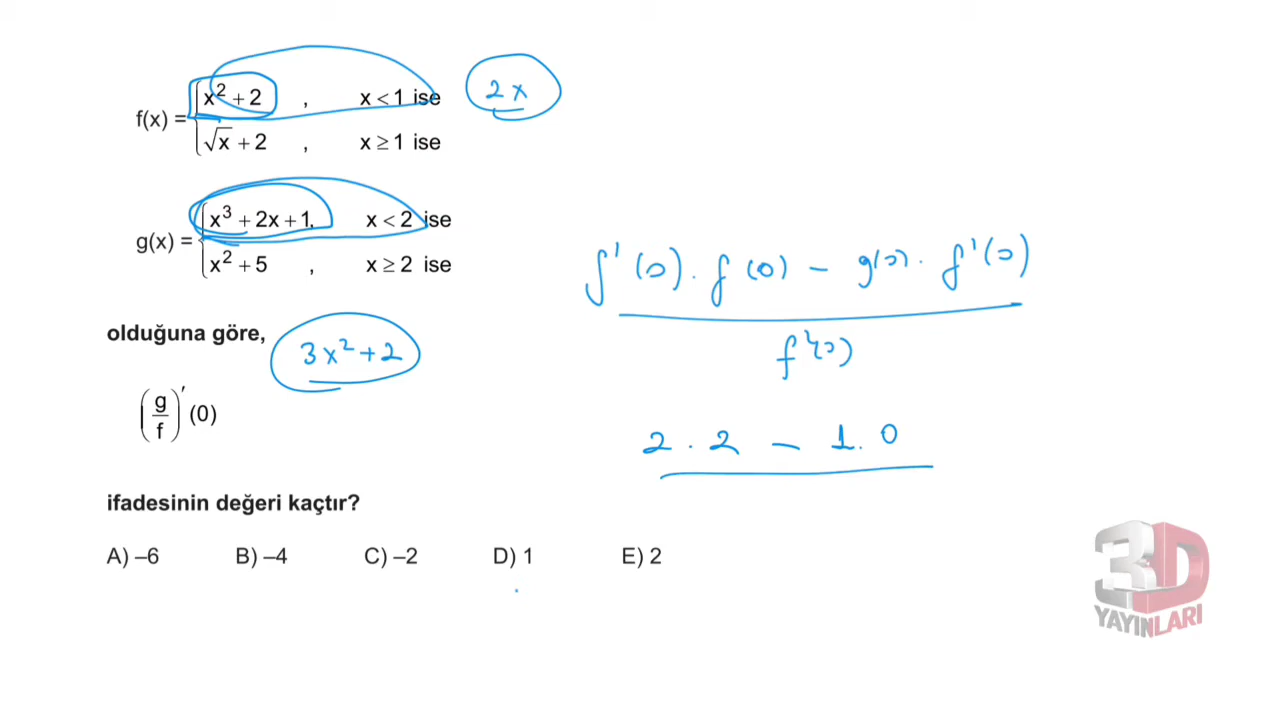 f(x) = { x² + 2 , x < 1 ise
√x + 2 , x ≥ 1 ise
2x
g(x) = { x³ + 2x + 1, x < 2 ise
x² + 5 , x ≥ 2 ise
olduğuna göre,
3x² + 2
(g/f)′ (0)
ifadesinin değeri kaçtır?
A) –6 B) –4 C) –2 D) 1 E) 2
f'(0) . f(0) – g(0) . f'(0)
f²(0)
2 . 2 – 1 . 0
3D
YAYINLARI